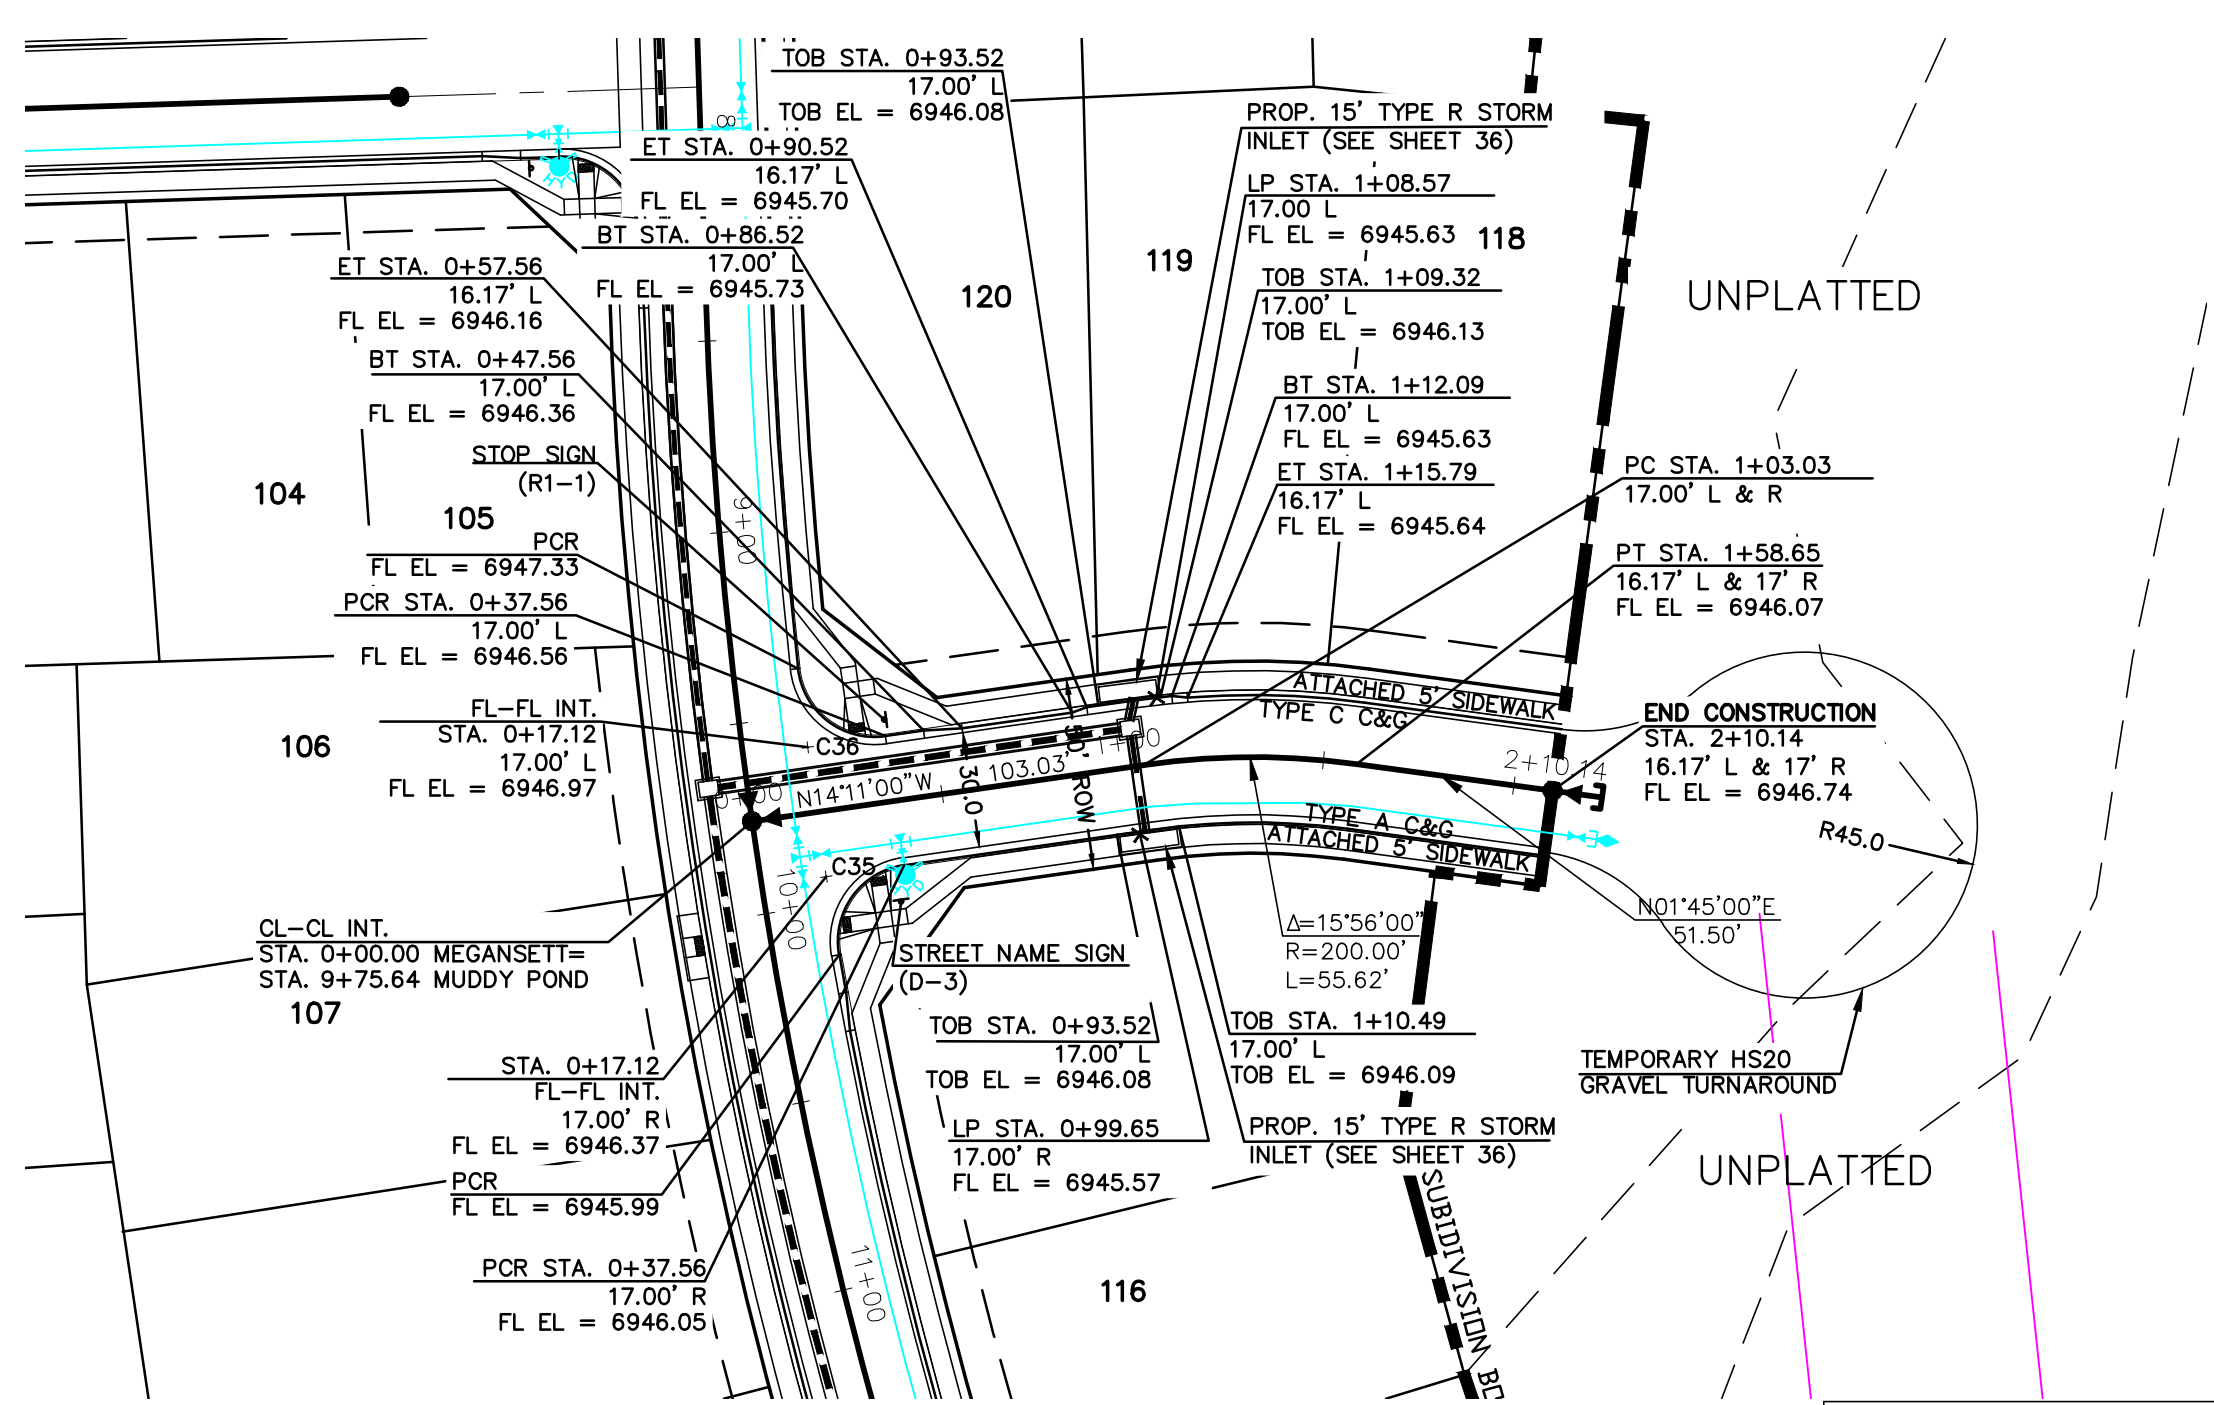 TOB STA. 0+93.52
17.00' L
TOB EL = 6946.08
8
ET STA. 0+90.52
16.17' L
FL EL = 6945.70
BT STA. 0+86.52
17.00' L
FL EL = 6945.73
ET STA. 0+57.56
16.17' L
FL EL = 6946.16
BT STA. 0+47.56
17.00' L
FL EL = 6946.36
STOP SIGN
(R1-1)
PCR
FL EL = 6947.33
PCR STA. 0+37.56
17.00' L
FL EL = 6946.56
FL-FL INT.
STA. 0+17.12
17.00' L
FL EL = 6946.97
CL-CL INT.
STA. 0+00.00 MEGANSETT=
STA. 9+75.64 MUDDY POND
STA. 0+17.12
FL-FL INT.
17.00' R
FL EL = 6946.37
PCR
FL EL = 6945.99
PCR STA. 0+37.56
17.00' R
FL EL = 6946.05
104
105
106
107
120
119
118
116
HYD
9+00
10+00
11+00
C36
C35
0+00
N14°11'00"W
103.03'
1+00
30.0'
50' ROW
2+10.14
ATTACHED 5' SIDEWALK
TYPE C C&G
TYPE A C&G
ATTACHED 5' SIDEWALK
HYD
PROP. 15' TYPE R STORM
INLET (SEE SHEET 36)
LP STA. 1+08.57
17.00 L
FL EL = 6945.63
TOB STA. 1+09.32
17.00' L
TOB EL = 6946.13
BT STA. 1+12.09
17.00' L
FL EL = 6945.63
ET STA. 1+15.79
16.17' L
FL EL = 6945.64
PC STA. 1+03.03
17.00' L & R
PT STA. 1+58.65
16.17' L & 17' R
FL EL = 6946.07
UNPLATTED
END CONSTRUCTION
STA. 2+10.14
16.17' L & 17' R
FL EL = 6946.74
R45.0
N01°45'00"E
51.50'
Δ=15°56'00"
R=200.00'
L=55.62'
STREET NAME SIGN
(D-3)
TOB STA. 0+93.52
17.00' L
TOB EL = 6946.08
LP STA. 0+99.65
17.00' R
FL EL = 6945.57
TOB STA. 1+10.49
17.00' L
TOB EL = 6946.09
PROP. 15' TYPE R STORM
INLET (SEE SHEET 36)
TEMPORARY HS20
GRAVEL TURNAROUND
UNPLATTED
SUBDIVISION BO